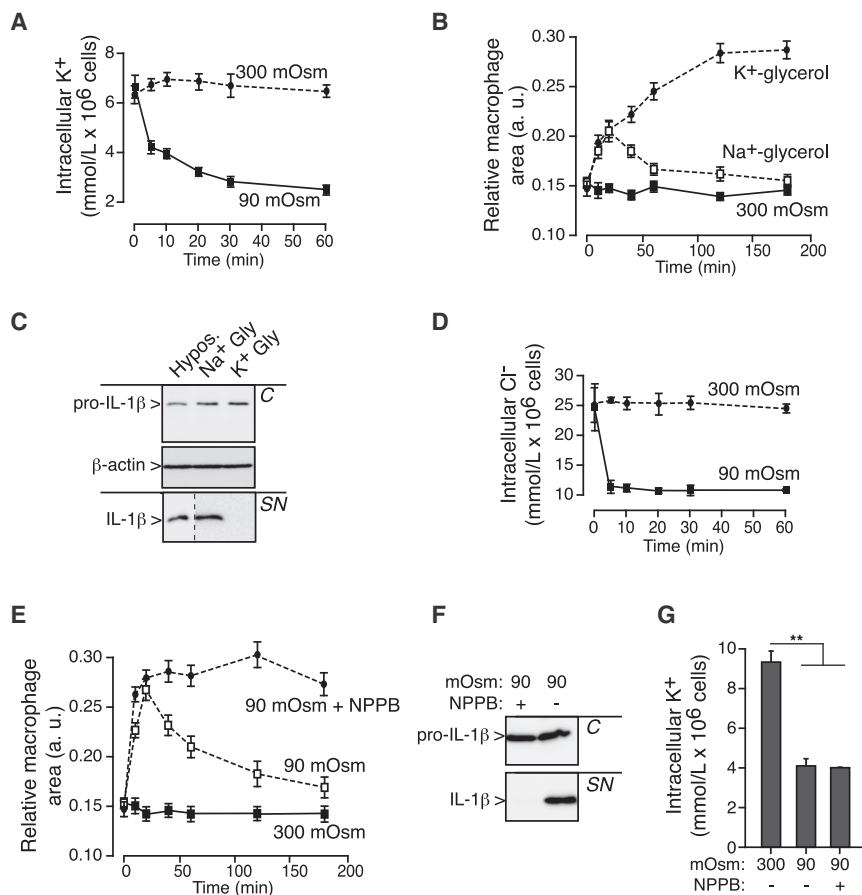 A
Intracellular K+
(mmol/L x 10⁶ cells)
8
6
4
2
300 mOsm
90 mOsm
0 10 20 30 40 50 60
Time (min)
B
Relative macrophage
area (a. u.)
0.30
0.25
0.20
0.15
0.10
K+-glycerol
Na+-glycerol
300 mOsm
0 50 100 150 200
Time (min)
C
Hypos.
Na+ Gly
K+ Gly
pro-IL-1β > C
β-actin >
IL-1β > SN
D
Intracellular Cl-
(mmol/L x 10⁶ cells)
30
25
20
15
10
300 mOsm
90 mOsm
0 10 20 30 40 50 60
Time (min)
E
Relative macrophage
area (a. u.)
0.30
0.25
0.20
0.15
0.10
90 mOsm + NPPB
90 mOsm
300 mOsm
0 50 100 150 200
Time (min)
F
mOsm: 90 90
NPPB: + -
pro-IL-1β > C
IL-1β > SN
G
Intracellular K+
(mmol/L x 10⁶ cells)
10
8
6
4
2
0
**
mOsm: 300 90 90
NPPB: - - +